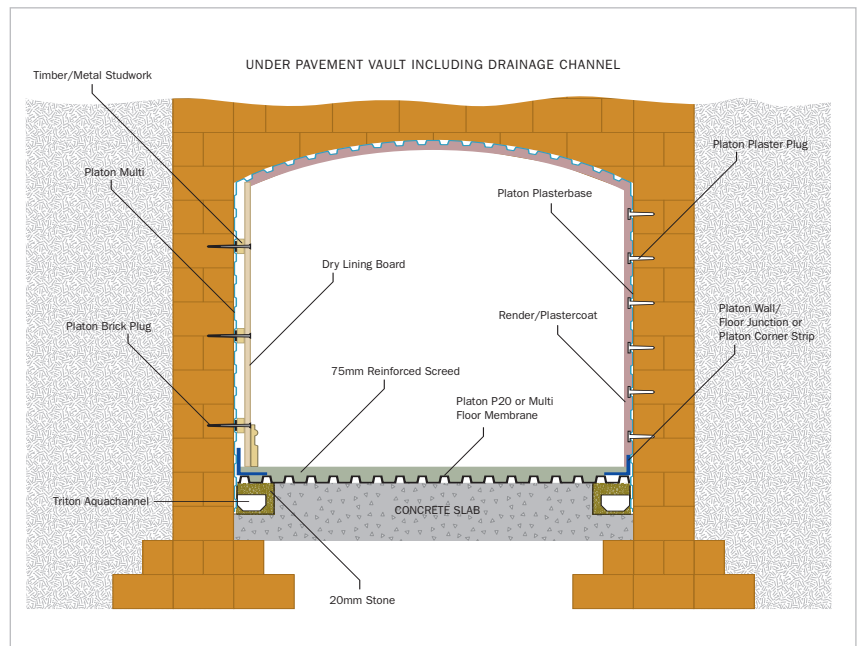 UNDER PAVEMENT VAULT INCLUDING DRAINAGE CHANNEL
Timber/Metal Studwork
Platon Multi
Platon Brick Plug
Triton Aquachannel
Dry Lining Board
75mm Reinforced Screed
Platon P20 or Multi
Floor Membrane
CONCRETE SLAB
20mm Stone
Platon Plasterbase
Render/Plastercoat
Platon Plaster Plug
Platon Wall/
Floor Junction or
Platon Corner Strip